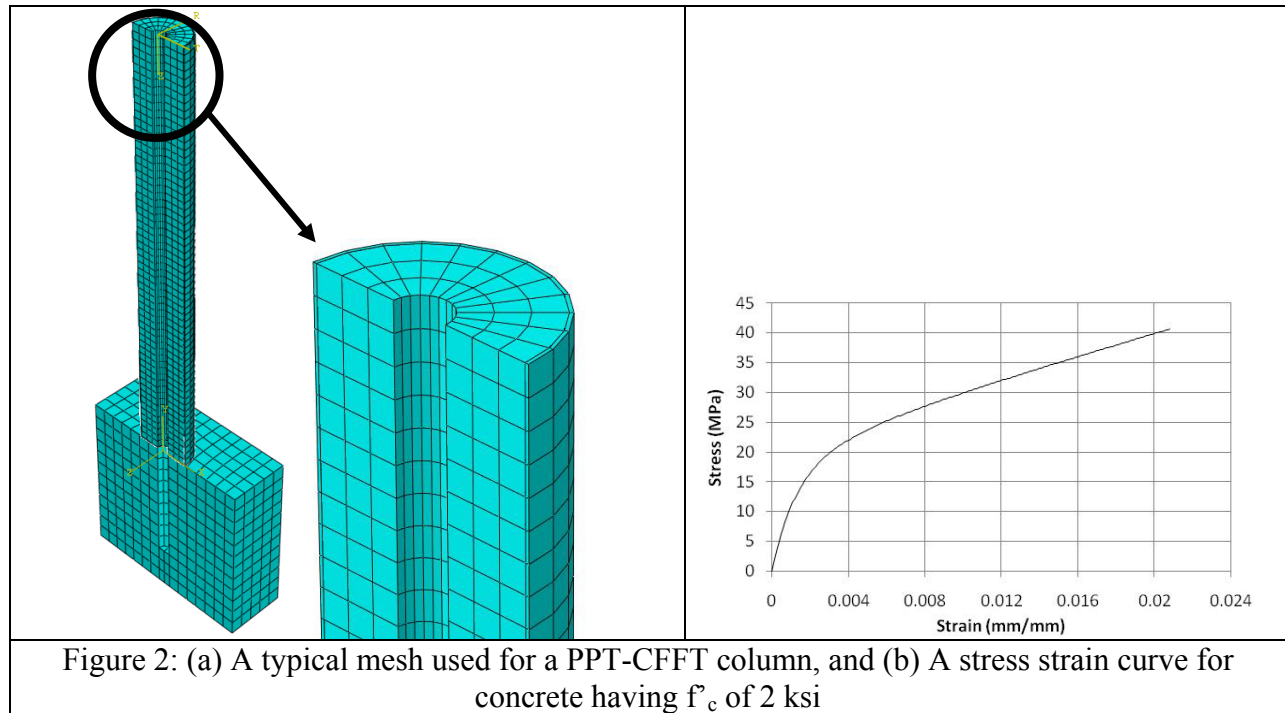 45
40
35
30
25
20
15
10
5
0
Stress (MPa)
0 0.004 0.008 0.012 0.016 0.02 0.024
Strain (mm/mm)
Figure 2: (a) A typical mesh used for a PPT-CFFT column, and (b) A stress strain curve for
concrete having f’c of 2 ksi